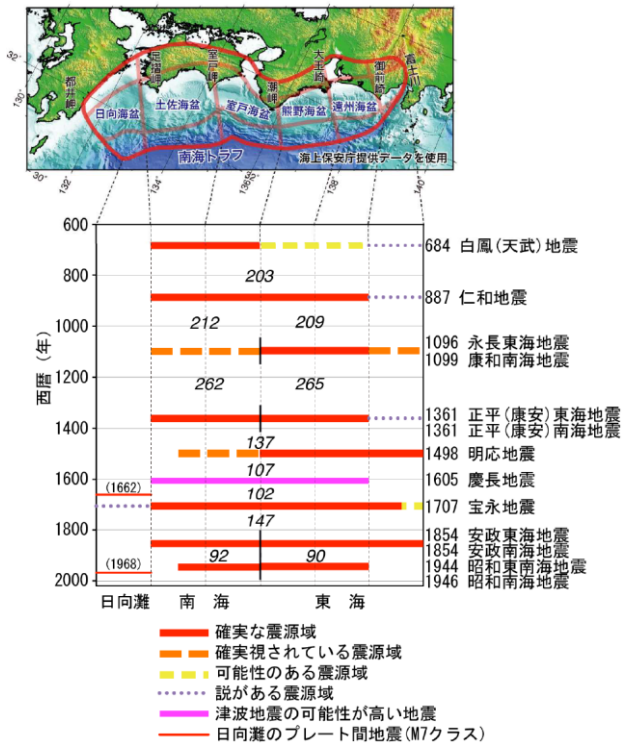 足摺岬
室戸岬
潮岬
大王崎
御前崎
富士川
都井岬
日向海盆
土佐海盆
室戸海盆
熊野海盆
遠州海盆
南海トラフ
海上保安庁提供データを使用
132
134
136
138
140
600
800
1000
1200
1400
1600
1800
2000
西暦(年)
684 白鳳(天武)地震
203
887 仁和地震
212
209
1096 永長東海地震
1099 康和南海地震
262
265
1361 正平(康安)東海地震
1361 正平(康安)南海地震
137
1498 明応地震
107
1605 慶長地震
(1662)
102
1707 宝永地震
147
1854 安政東海地震
1854 安政南海地震
(1968)
92
90
1944 昭和東南海地震
1946 昭和南海地震
日向灘
南 海
東 海
確実な震源域
確実視されている震源域
可能性のある震源域
説がある震源域
津波地震の可能性が高い地震
日向灘のプレート間地震(M7クラス)